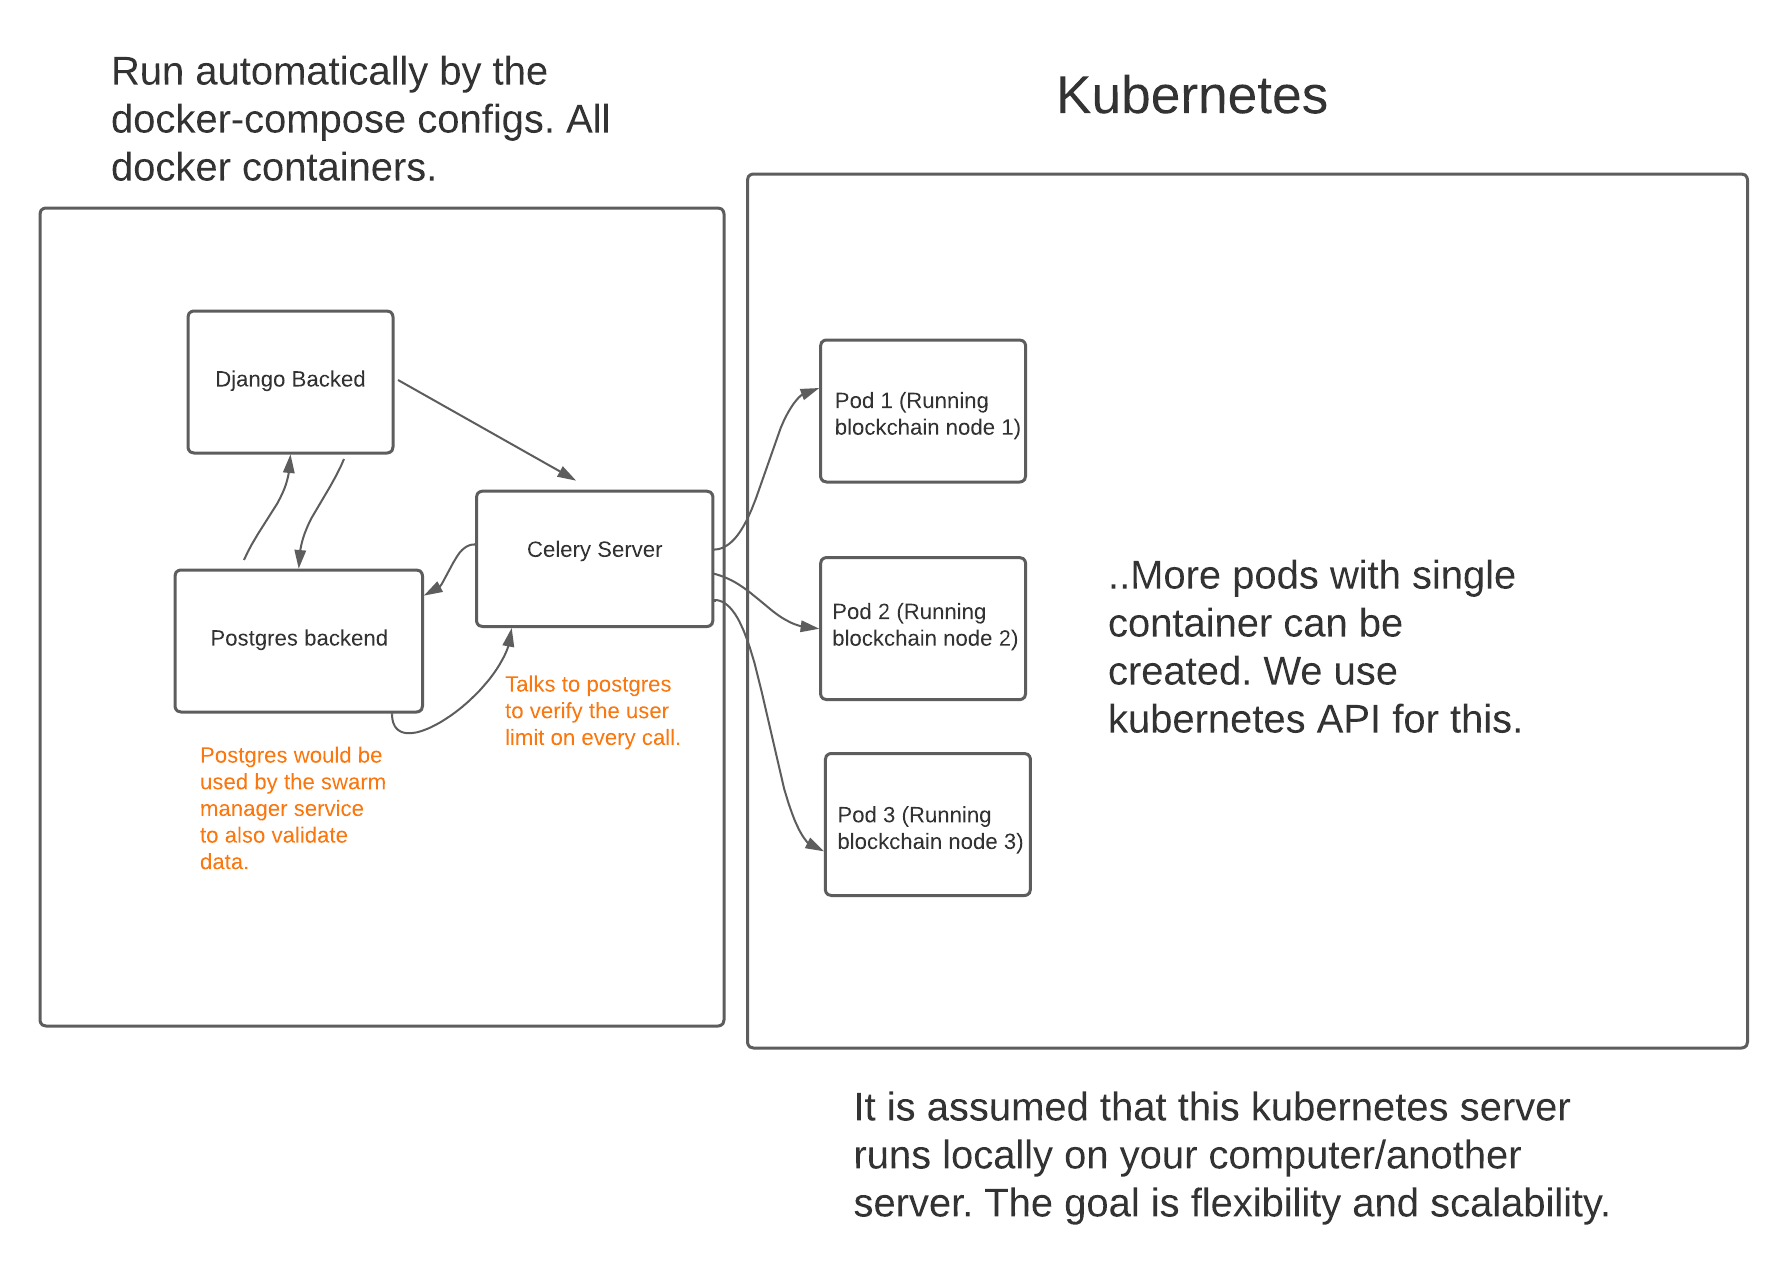 Run automatically by the
docker-compose configs. All
docker containers.
Kubernetes
Django Backed
Celery Server
Postgres backend
Talks to postgres
to verify the user
limit on every call.
Postgres would be
used by the swarm
manager service
to also validate
data.
Pod 1 (Running
blockchain node 1)
Pod 2 (Running
blockchain node 2)
Pod 3 (Running
blockchain node 3)
..More pods with single
container can be
created. We use
kubernetes API for this.
It is assumed that this kubernetes server
runs locally on your computer/another
server. The goal is flexibility and scalability.